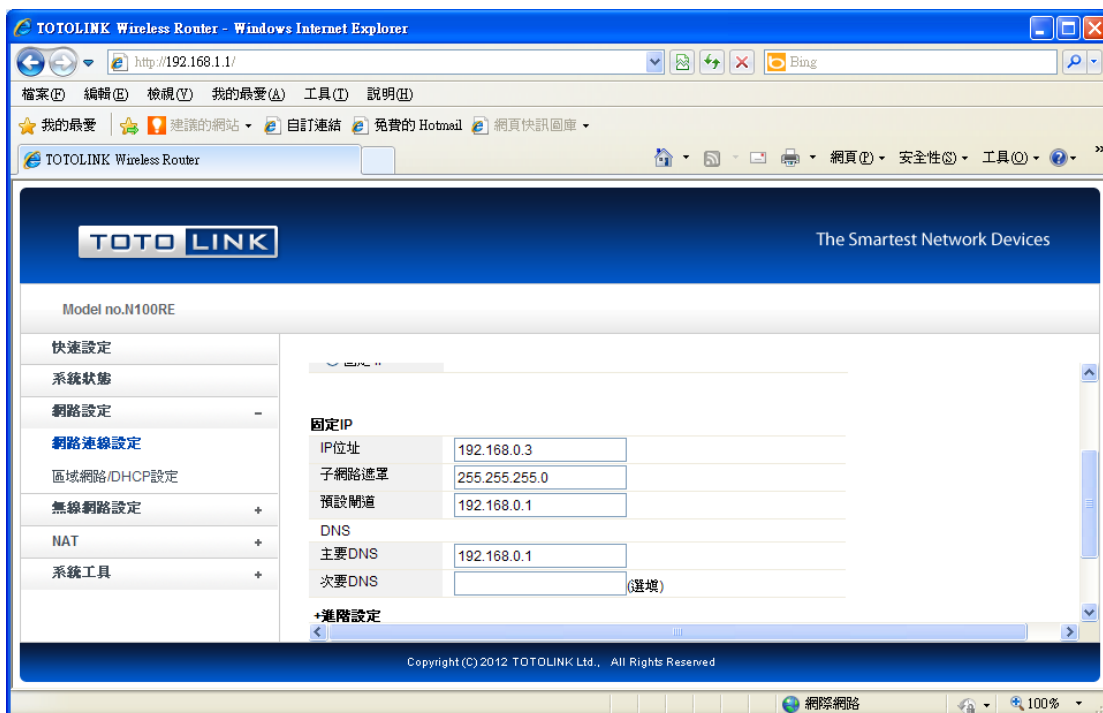 TOTOLINK Wireless Router - Windows Internet Explorer
http://192.168.1.1/
Bing
檔案(F) 編輯(E) 檢視(V) 我的最愛(A) 工具(T) 說明(H)
我的最愛 建議的網站 自訂連結 免費的 Hotmail 網頁快訊圖庫
TOTOLINK Wireless Router
網頁(P) 安全性(S) 工具(O) »
TOTO LINK
The Smartest Network Devices
Model no.N100RE
快速設定
系統狀態
網路設定 -
網路連線設定
區域網路/DHCP設定
無線網路設定 +
NAT +
系統工具 +
固定IP
IP位址 192.168.0.3
子網路遮罩 255.255.255.0
預設閘道 192.168.0.1
DNS
主要DNS 192.168.0.1
次要DNS (選填)
+進階設定
Copyright (C) 2012 TOTOLINK Ltd., All Rights Reserved
網際網路 100%